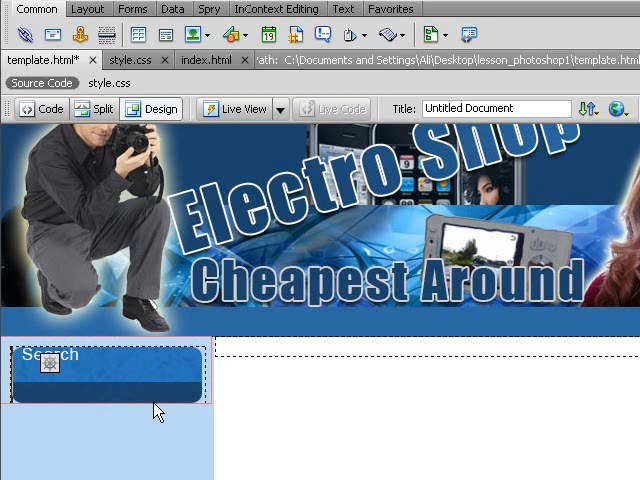 Common Layout Forms Data Spry InContext Editing Text Favorites
19
template.html* × style.css × index.html × Path: C:\Documents and Settings\Ali\Desktop\lesson_photoshop1\template.html
Source Code style.css
Code Split Design Live View Live Code Title: Untitled Document
Electro Shop
Cheapest Around
Search